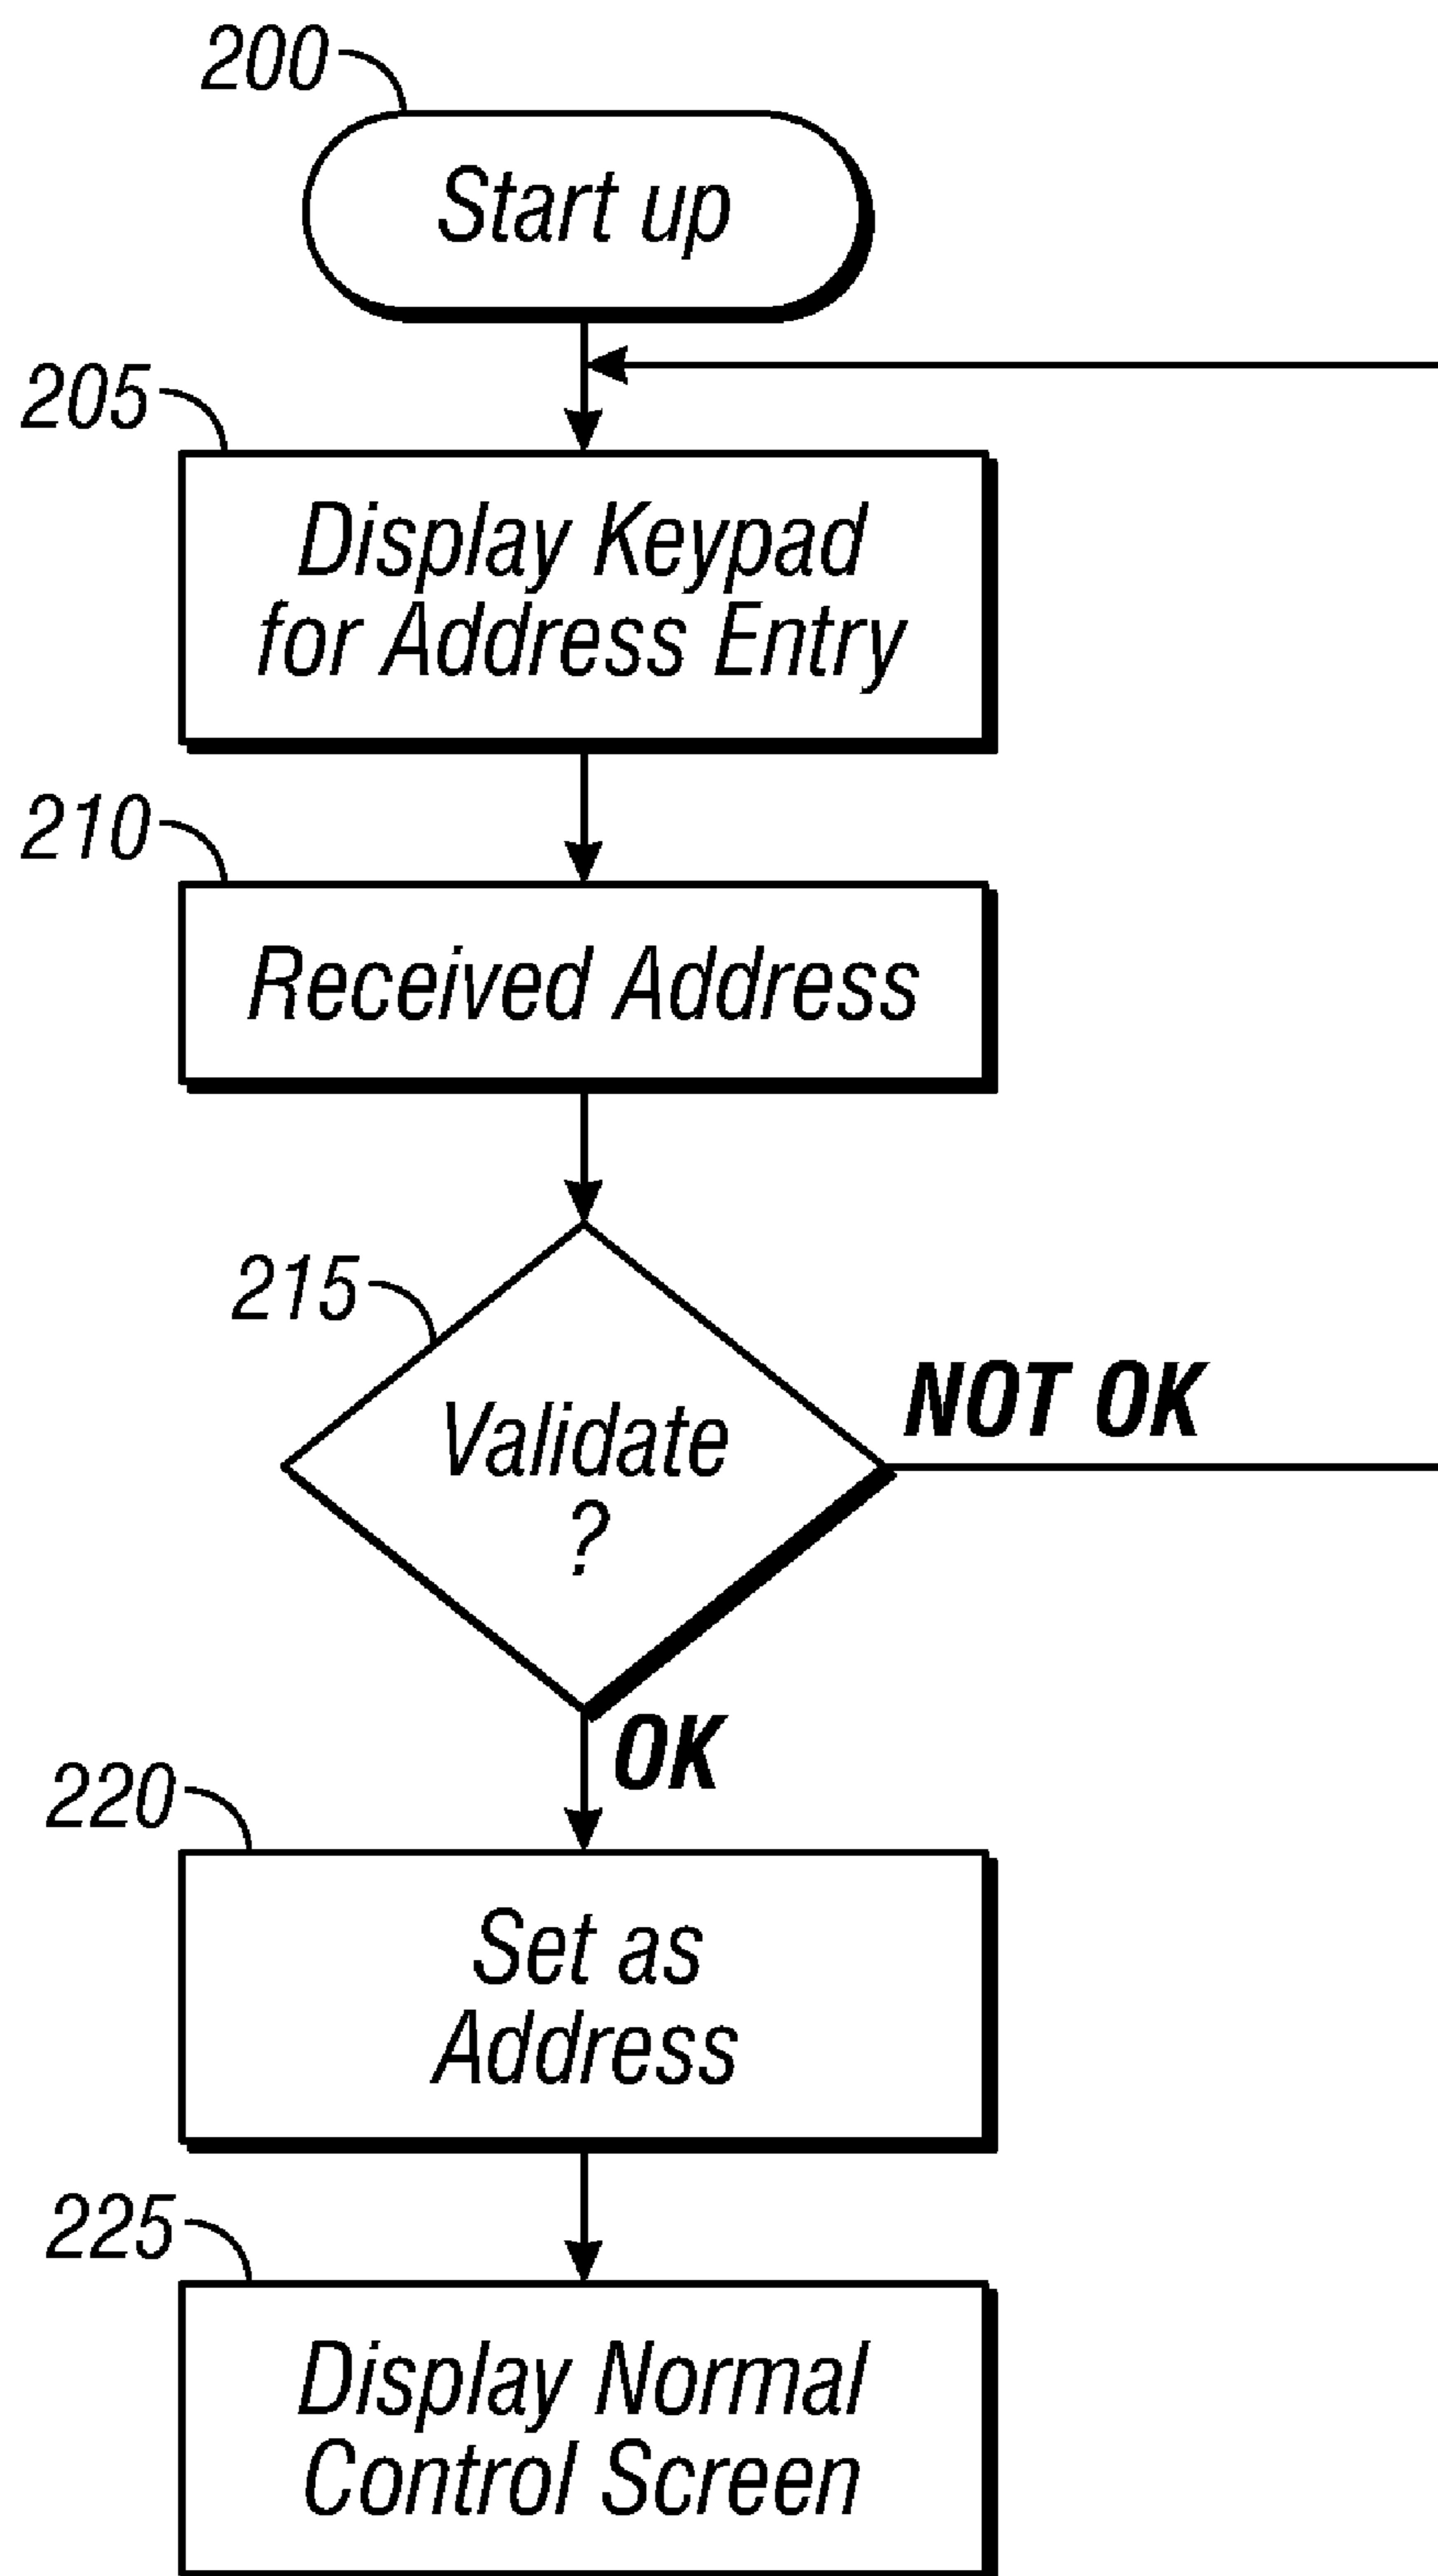 200
Start up
205
Display Keypad
for Address Entry
210
Received Address
215
Validate
?
NOT OK
OK
220
Set as
Address
225
Display Normal
Control Screen